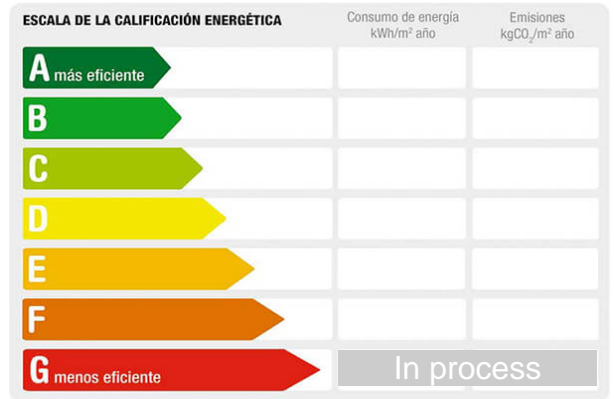 ESCALA DE LA CALIFICACIÓN ENERGÉTICA
Consumo de energía
kWh/m² año
Emisiones
kgCO₂/m² año
A más eficiente
B
C
D
E
F
G menos eficiente
In process